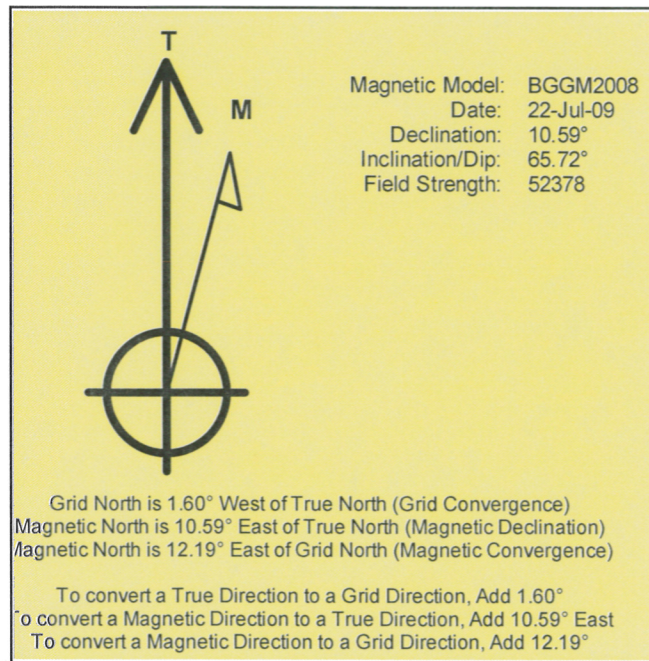 T
M
Magnetic Model: BGGM2008
Date: 22-Jul-09
Declination: 10.59°
Inclination/Dip: 65.72°
Field Strength: 52378
Grid North is 1.60° West of True North (Grid Convergence)
Magnetic North is 10.59° East of True North (Magnetic Declination)
Magnetic North is 12.19° East of Grid North (Magnetic Convergence)
To convert a True Direction to a Grid Direction, Add 1.60°
To convert a Magnetic Direction to a True Direction, Add 10.59° East
To convert a Magnetic Direction to a Grid Direction, Add 12.19°